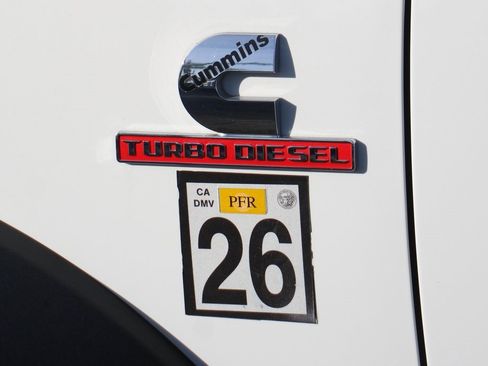 Cummins
TURBO DIESEL
CA
DMV
PFR
26